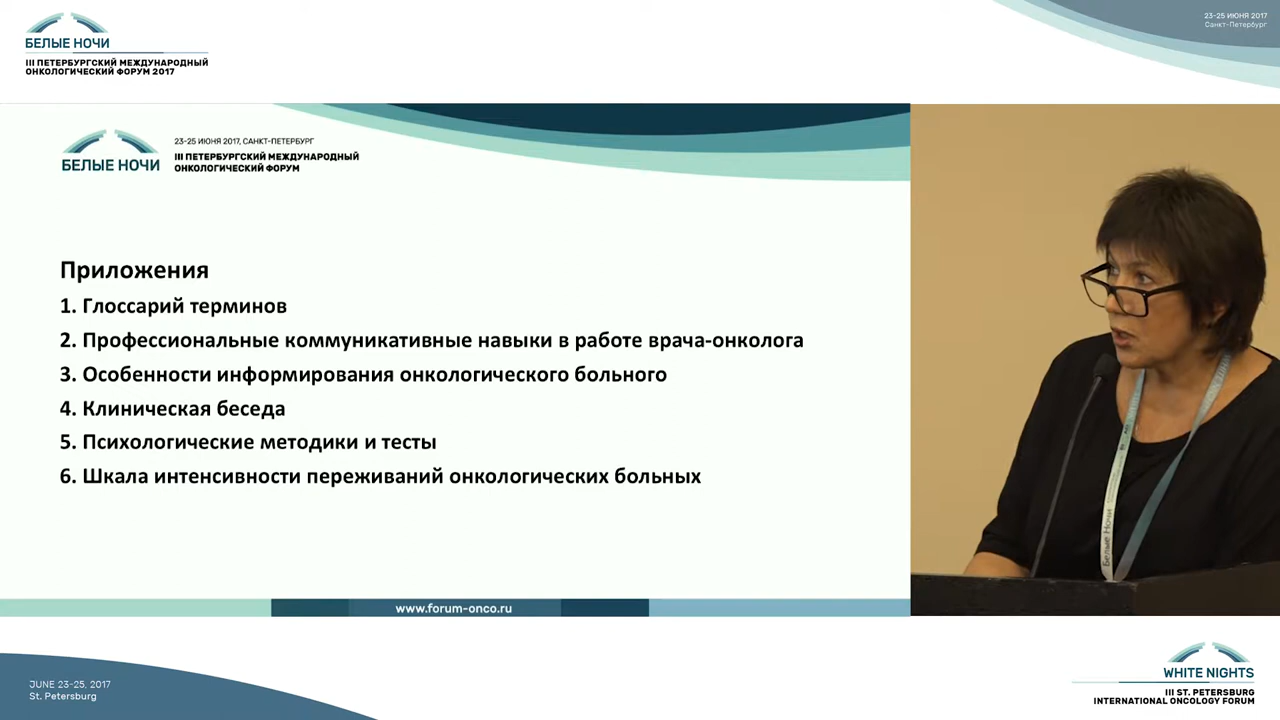 БЕЛЫЕ НОЧИ
III ПЕТЕРБУРГСКИЙ МЕЖДУНАРОДНЫЙ
ОНКОЛОГИЧЕСКИЙ ФОРУМ 2017
23-25 ИЮНЯ 2017
Санкт-Петербург
БЕЛЫЕ НОЧИ
23-25 ИЮНЯ 2017, САНКТ-ПЕТЕРБУРГ
III ПЕТЕРБУРГСКИЙ МЕЖДУНАРОДНЫЙ
ОНКОЛОГИЧЕСКИЙ ФОРУМ
Приложения
1. Глоссарий терминов
2. Профессиональные коммуникативные навыки в работе врача-онколога
3. Особенности информирования онкологического больного
4. Клиническая беседа
5. Психологические методики и тесты
6. Шкала интенсивности переживаний онкологических больных
www.forum-onco.ru
Белые Ночи
JUNE 23-25, 2017
St. Petersburg
WHITE NIGHTS
III ST. PETERSBURG
INTERNATIONAL ONCOLOGY FORUM